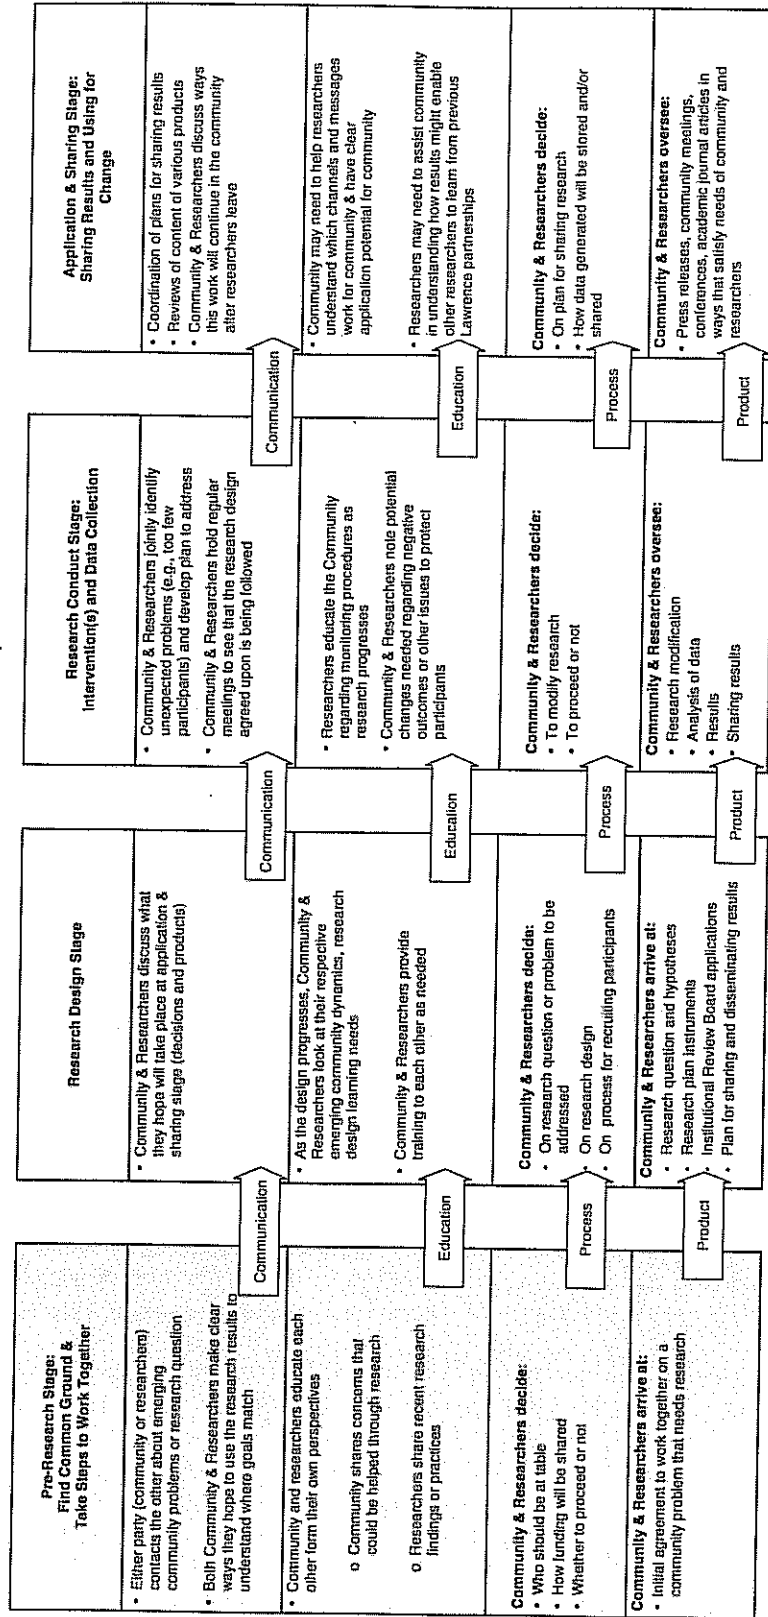 Pre-Research Stage:
Find Common Ground &
Take Steps to Work Together
• Either party (community or researchers)
contacts the other about emerging
community problems or research question
• Both Community & Researchers make clear
ways they hope to use the research results to
understand where goals match
Communication
• Community and researchers educate each
other form their own perspectives
o Community shares concerns that
could be helped through research
o Researchers share recent research
findings or practices
Education
Community & Researchers decide:
• Who should be at table
• How funding will be shared
• Whether to proceed or not
Process
Community & Researchers arrive at:
• Initial agreement to work together on a
community problem that needs research
Product
Research Design Stage
• Community & Researchers discuss what
they hope will take place at application &
sharing stage (decisions and products)
Communication
• As the design progresses, Community &
Researchers look at their respective
emerging community dynamics, research
design learning needs
• Community & Researchers provide
training to each other as needed
Education
Community & Researchers decide:
• On research question or problem to be
addressed
• On research design
• On process for recruiting participants
Process
Community & Researchers arrive at:
• Research question and hypotheses
• Research plan instruments
• Institutional Review Board applications
• Plan for sharing and disseminating results
Product
Research Conduct Stage:
Intervention(s) and Data Collection
• Community & Researchers jointly identify
unexpected problems (e.g., too few
participants) and develop plan to address
• Community & Researchers hold regular
meetings to see that the research design
agreed upon is being followed
Communication
• Researchers educate the Community
regarding monitoring procedures as
research progresses
• Community & Researchers note potential
changes needed regarding negative
outcomes or other issues to protect
participants
Education
Community & Researchers decide:
• To modify research
• To proceed or not
Process
Community & Researchers oversee:
• Research modification
• Analysis of data
• Results
• Sharing results
Product
Application & Sharing Stage:
Sharing Results and Using for
Change
• Coordination of plans for sharing results
• Reviews of content of various products
• Community & Researchers discuss ways
this work will continue in the community
after researchers leave
• Community may need to help researchers
understand which channels and messages
work for community & have clear
application potential for community
• Researchers may need to assist community
in understanding how results might enable
other researchers to learn from previous
Lawrence partnerships
Community & Researchers decide:
• On plan for sharing research
• How data generated will be stored and/or
shared
Community & Researchers oversee:
• Press releases, community meetings,
conferences, academic journal articles in
ways that satisfy needs of community and
researchers